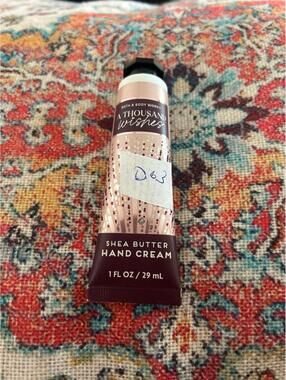 BATH & BODY WORKS
A THOUSAND
Wishes
D63
SHEA BUTTER
HAND CREAM
1 FL OZ / 29 mL